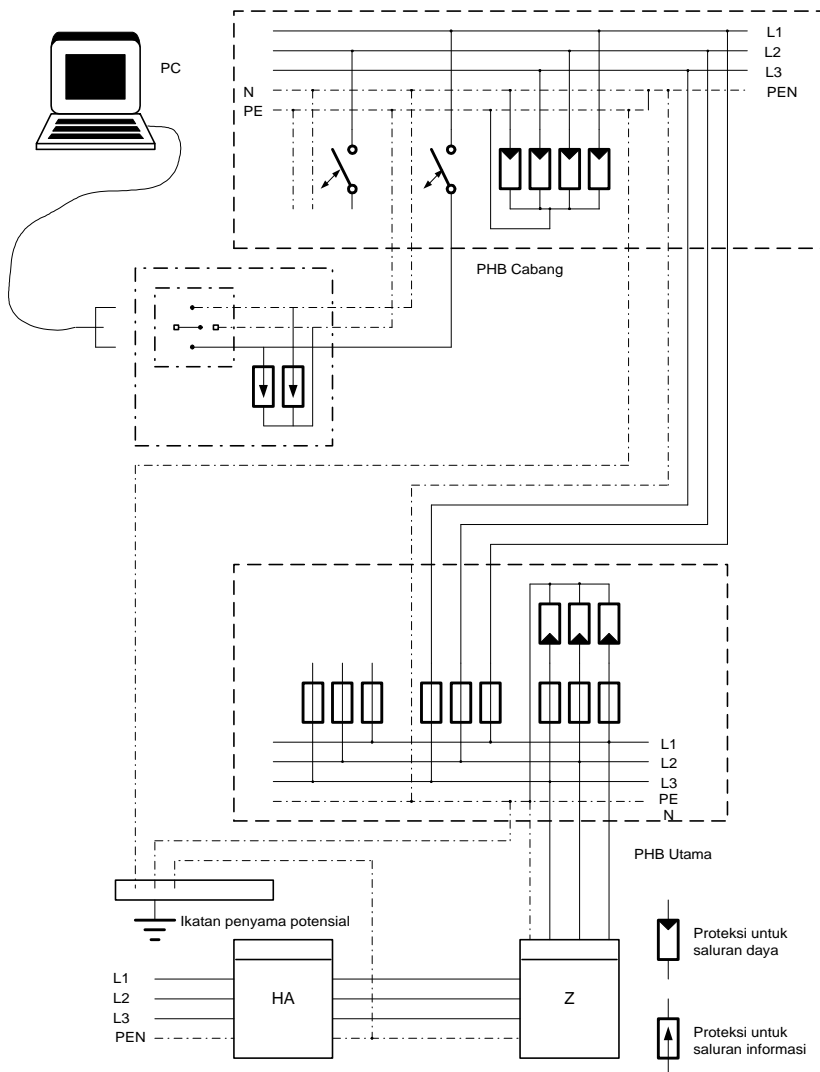 PC
L1
L2
L3
N
PEN
PE
PHB Cabang
L1
L2
L3
PE
N
PHB Utama
Ikatan penyama potensial
Proteksi untuk
saluran daya
L1
HA
Z
L2
L3
PEN
Proteksi untuk
saluran informasi